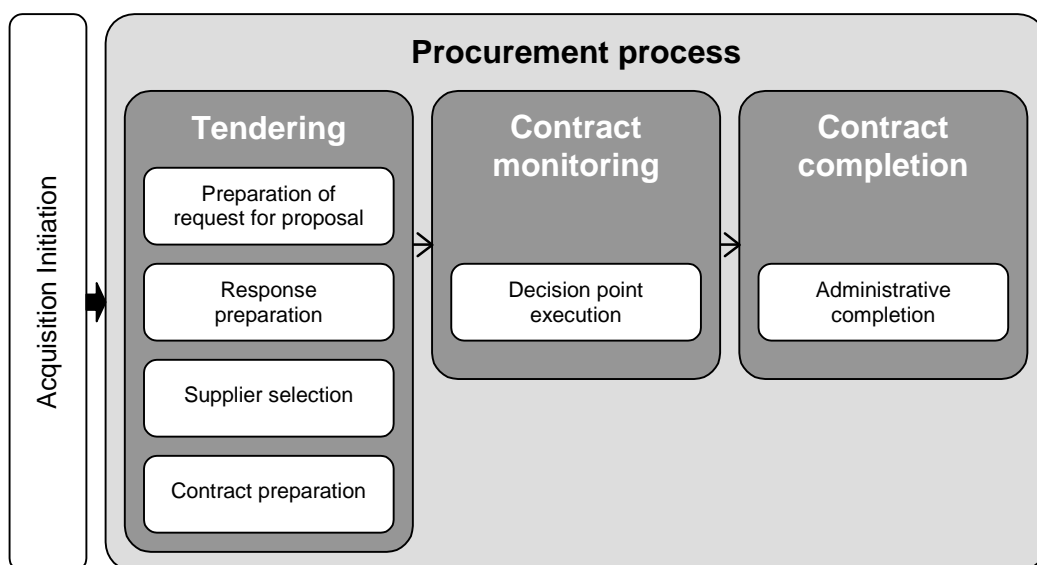 Acquisition Initiation
Procurement process
Tendering
Preparation of
request for proposal
Response
preparation
Supplier selection
Contract preparation
Contract
monitoring
Decision point
execution
Contract
completion
Administrative
completion